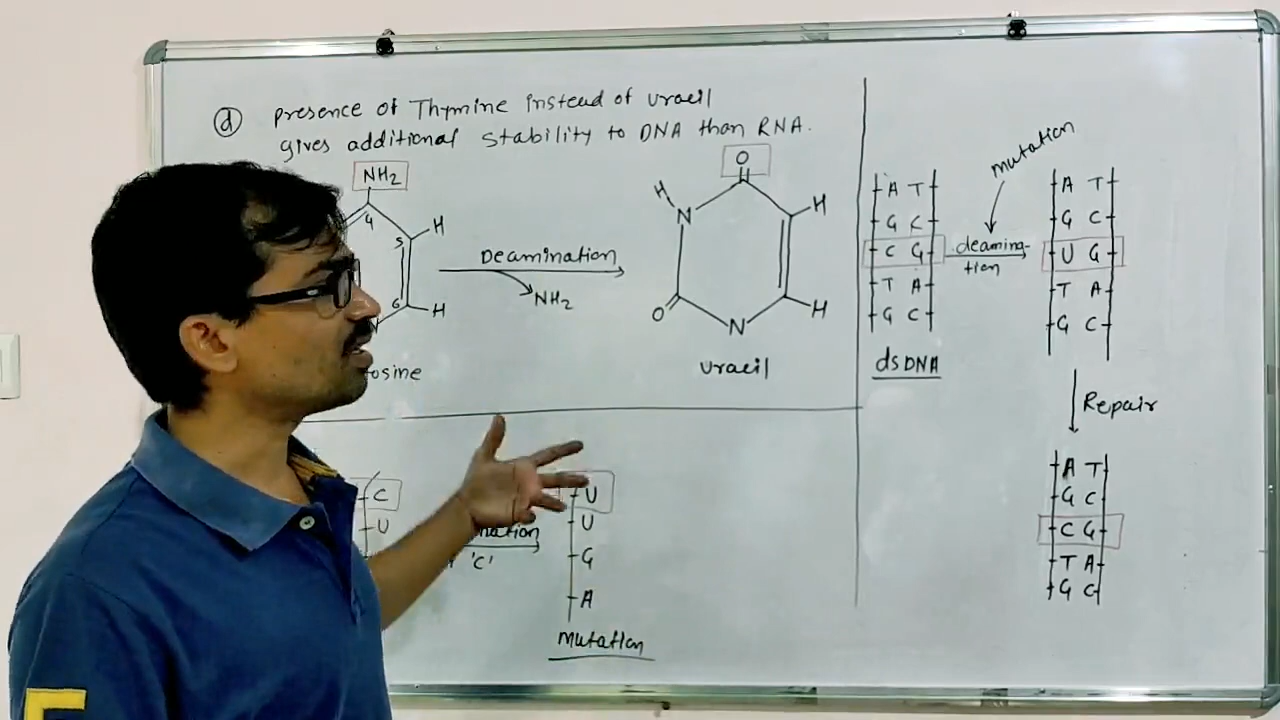 d presence of Thymine instead of uracil
gives additional stability to DNA than RNA.
NH2
4
5
6
H
H
Deamination
NH2
osine
O
H
N
H
H
O
N
uracil
A T
G C
C G
T A
G C
dsDNA
mutation
deamina-
tion
A T
G C
U G
T A
G C
Repair
A T
G C
C G
T A
G C
C
U
nation
'C'
U
U
G
A
mutation